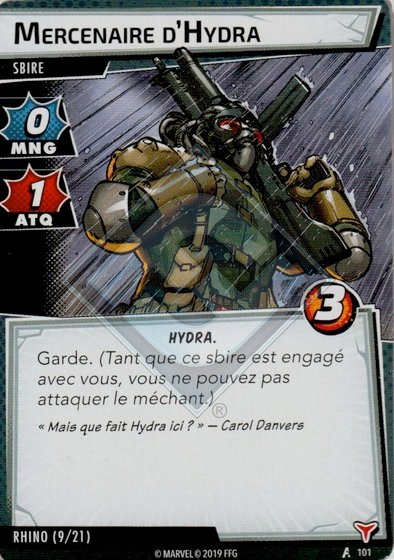 MERCENAIRE D'HYDRA
SBIRE
0
MNG
1
ATQ
3
HYDRA.
Garde. (Tant que ce sbire est engagé
avec vous, vous ne pouvez pas
attaquer le méchant.)
®
« Mais que fait Hydra ici ? » – Carol Danvers
RHINO (9/21)
© MARVEL © 2019 FFG
101